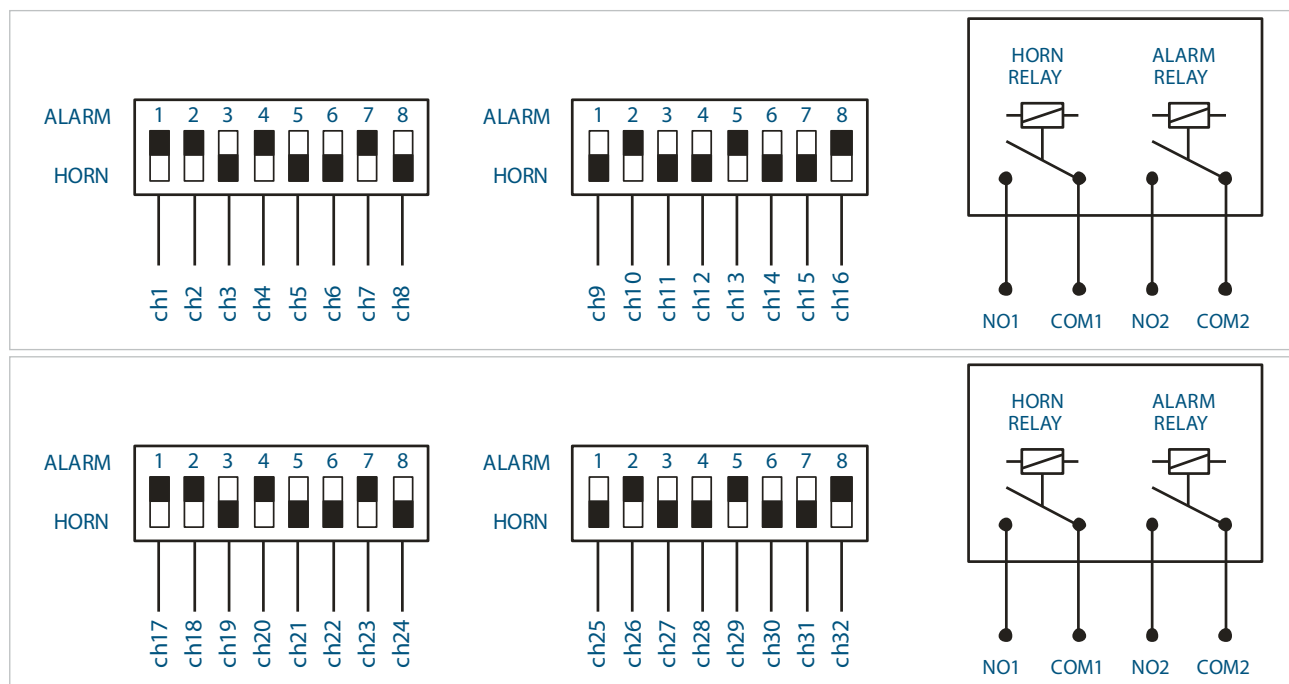 HORN RELAY
ALARM RELAY
ALARM 1 2 3 4 5 6 7 8
HORN
ch1 ch2 ch3 ch4 ch5 ch6 ch7 ch8
ALARM 1 2 3 4 5 6 7 8
HORN
ch9 ch10 ch11 ch12 ch13 ch14 ch15 ch16
NO1 COM1 NO2 COM2
HORN RELAY
ALARM RELAY
ALARM 1 2 3 4 5 6 7 8
HORN
ch17 ch18 ch19 ch20 ch21 ch22 ch23 ch24
ALARM 1 2 3 4 5 6 7 8
HORN
ch25 ch26 ch27 ch28 ch29 ch30 ch31 ch32
NO1 COM1 NO2 COM2